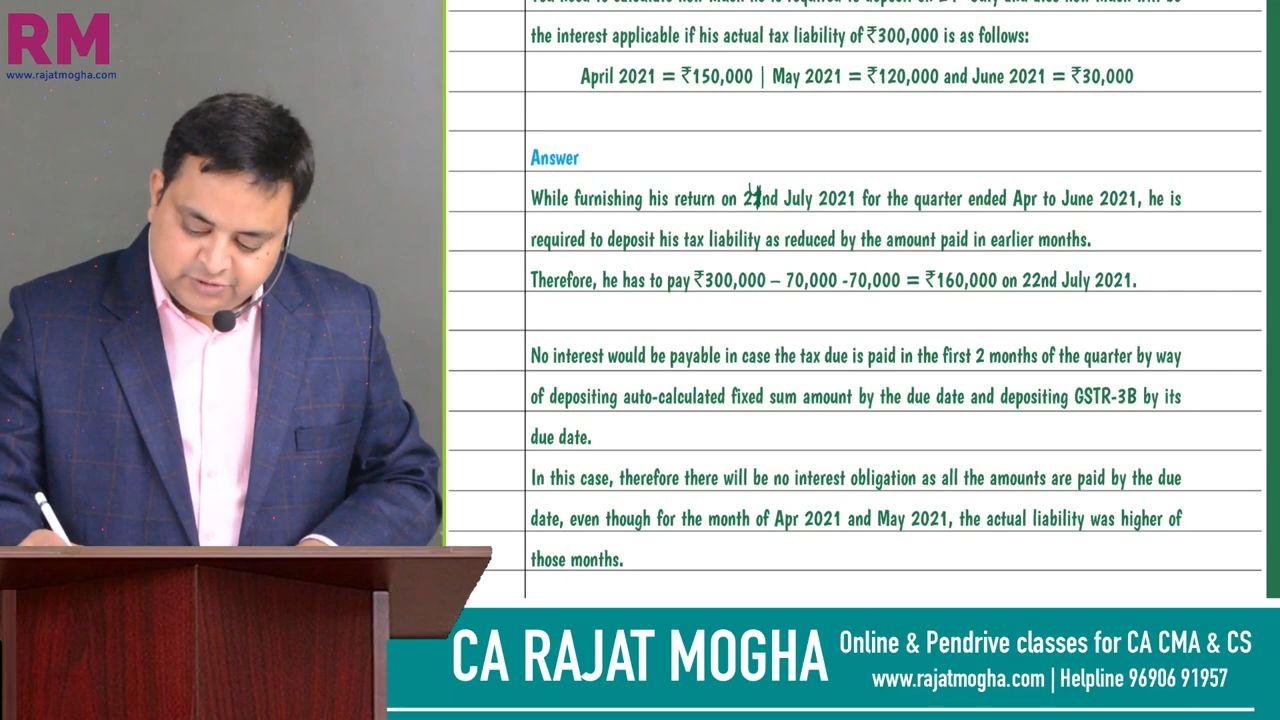 RM
www.rajatmogha.com
the interest applicable if his actual tax liability of ₹300,000 is as follows:
April 2021 = ₹150,000 | May 2021 = ₹120,000 and June 2021 = ₹30,000
Answer
While furnishing his return on nd July 2021 for the quarter ended Apr to June 2021, he is
required to deposit his tax liability as reduced by the amount paid in earlier months.
Therefore, he has to pay ₹300,000 – 70,000 -70,000 = ₹160,000 on 22nd July 2021.
No interest would be payable in case the tax due is paid in the first 2 months of the quarter by way
of depositing auto-calculated fixed sum amount by the due date and depositing GSTR-3B by its
due date.
In this case, therefore there will be no interest obligation as all the amounts are paid by the due
date, even though for the month of Apr 2021 and May 2021, the actual liability was higher of
those months.
CA RAJAT MOGHA
Online & Pendrive classes for CA CMA & CS
www.rajatmogha.com | Helpline 96906 91957